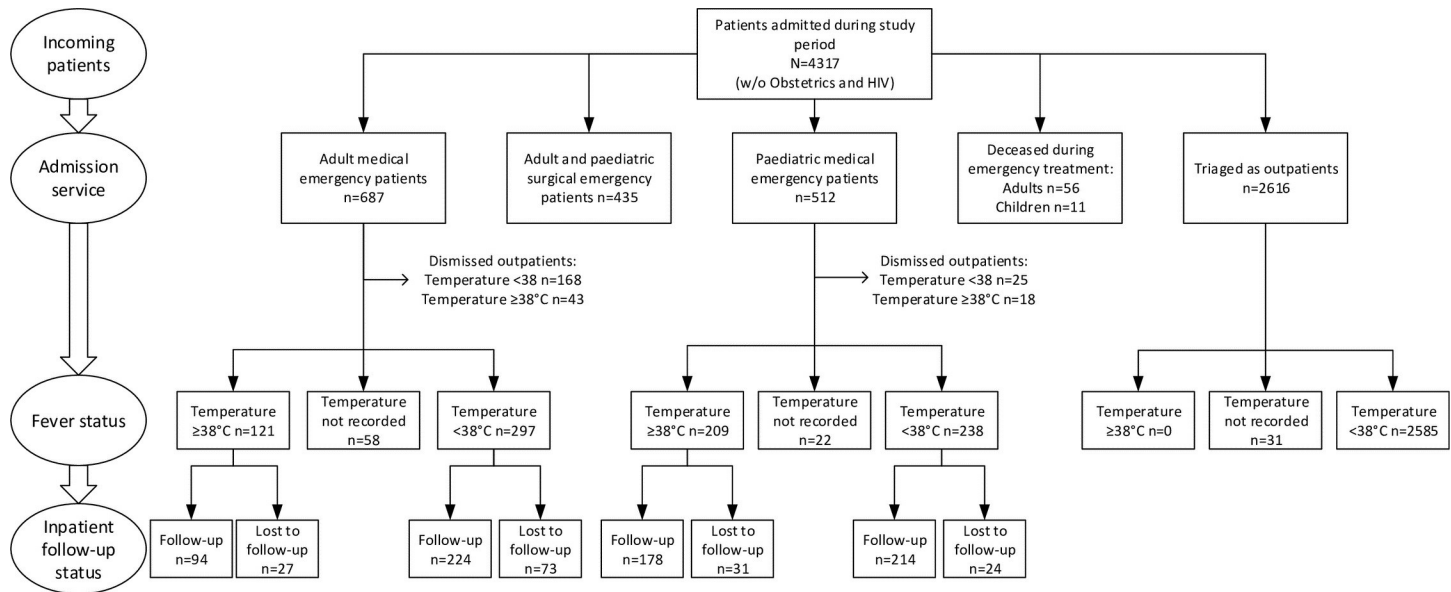 Incoming
patients
Patients admitted during study
period
N=4317
(w/o Obstetrics and HIV)
Admission
service
Adult medical
emergency patients
n=687
Adult and paediatric
surgical emergency
patients n=435
Paediatric medical
emergency patients
n=512
Deceased during
emergency treatment:
Adults n=56
Children n=11
Triaged as outpatients
n=2616
Dismissed outpatients:
Temperature <38 n=168
Temperature ≥38°C n=43
Dismissed outpatients:
Temperature <38 n=25
Temperature ≥38°C n=18
Fever status
Temperature
≥38°C n=121
Temperature
not recorded
n=58
Temperature
<38°C n=297
Temperature
≥38°C n=209
Temperature
not recorded
n=22
Temperature
<38°C n=238
Temperature
≥38°C n=0
Temperature
not recorded
n=31
Temperature
<38°C n=2585
Inpatient
follow-up
status
Follow-up
n=94
Lost to
follow-up
n=27
Follow-up
n=224
Lost to
follow-up
n=73
Follow-up
n=178
Lost to
follow-up
n=31
Follow-up
n=214
Lost to
follow-up
n=24